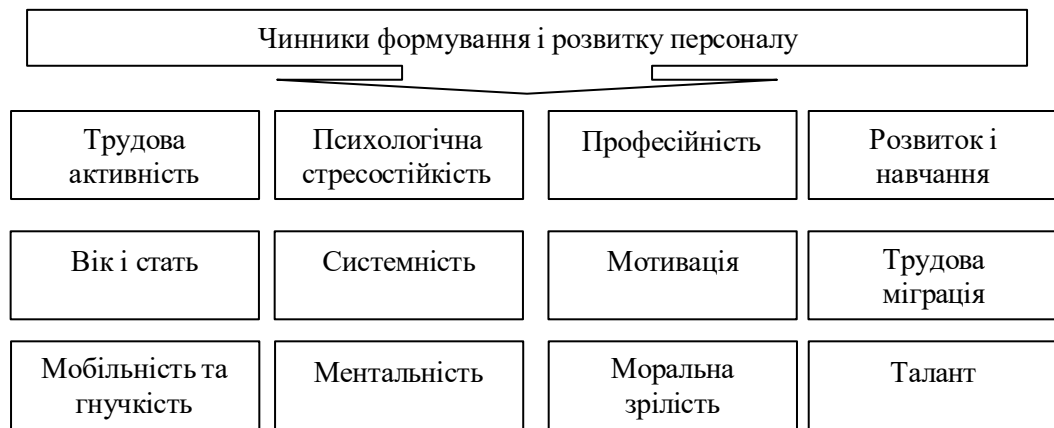 Чинники формування і розвитку персоналу
Трудова
активність
Психологічна
стресостійкість
Професійність
Розвиток і
навчання
Вік і стать
Системність
Мотивація
Трудова
міграція
Мобільність та
гнучкість
Ментальність
Моральна
зрілість
Талант